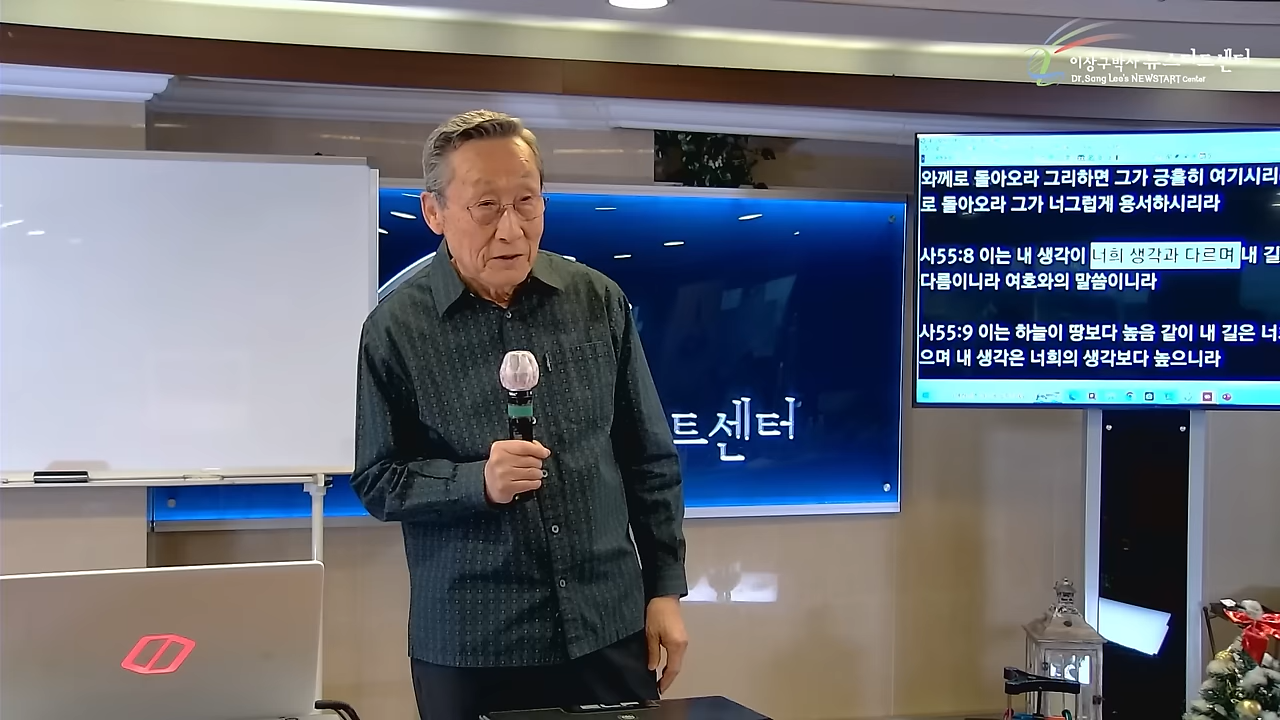 이상구박사 뉴스타트센터
Dr. Sang Lee's NEWSTART Center
와께로 돌아오라 그리하면 그가 긍휼히 여기시리
로 돌아오라 그가 너그럽게 용서하시리라
사55:8 이는 내 생각이 너희 생각과 다르며 내 길
다름이니라 여호와의 말씀이니라
사55:9 이는 하늘이 땅보다 높음 같이 내 길은 너
으며 내 생각은 너희의 생각보다 높으니라
트센터